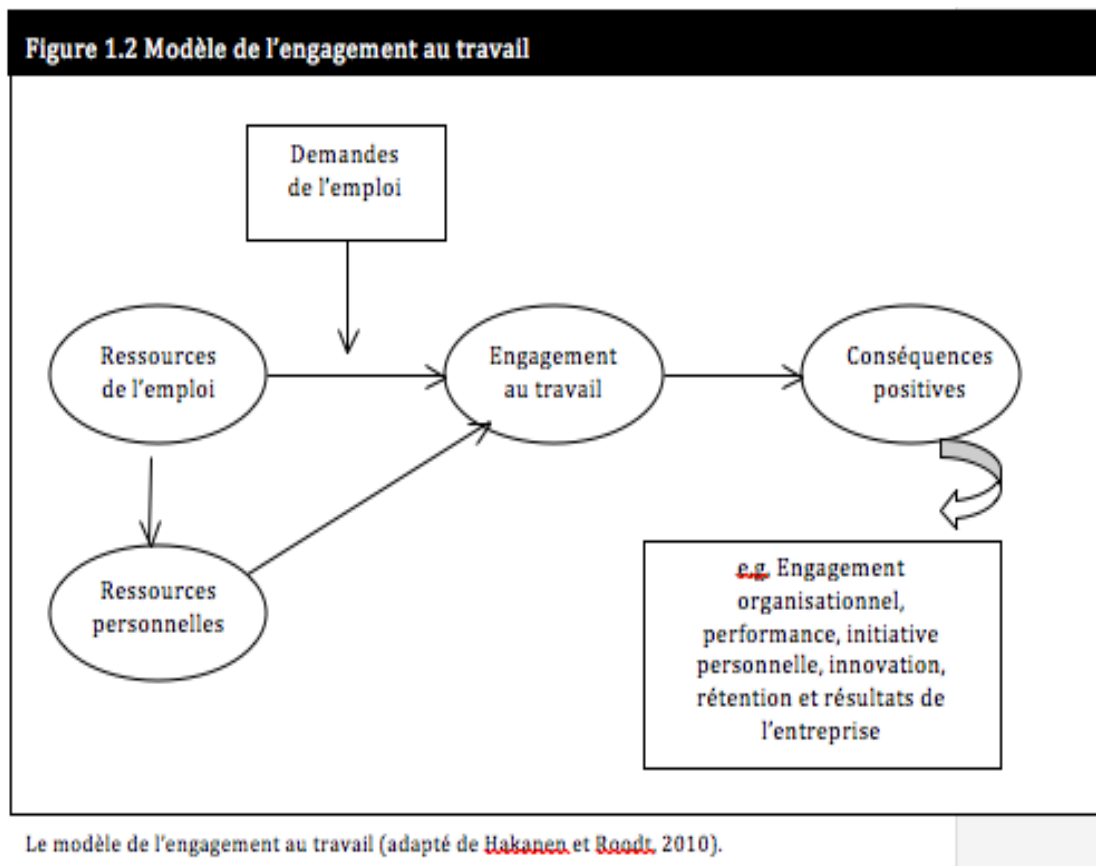 Figure 1.2 Modèle de l'engagement au travail
Demandes
de l'emploi
Ressources
de l'emploi
Engagement
au travail
Conséquences
positives
Ressources
personnelles
e.g. Engagement
organisationnel,
performance, initiative
personnelle, innovation,
rétention et résultats de
l'entreprise
Le modèle de l'engagement au travail (adapté de Hakanen et Roodt, 2010).